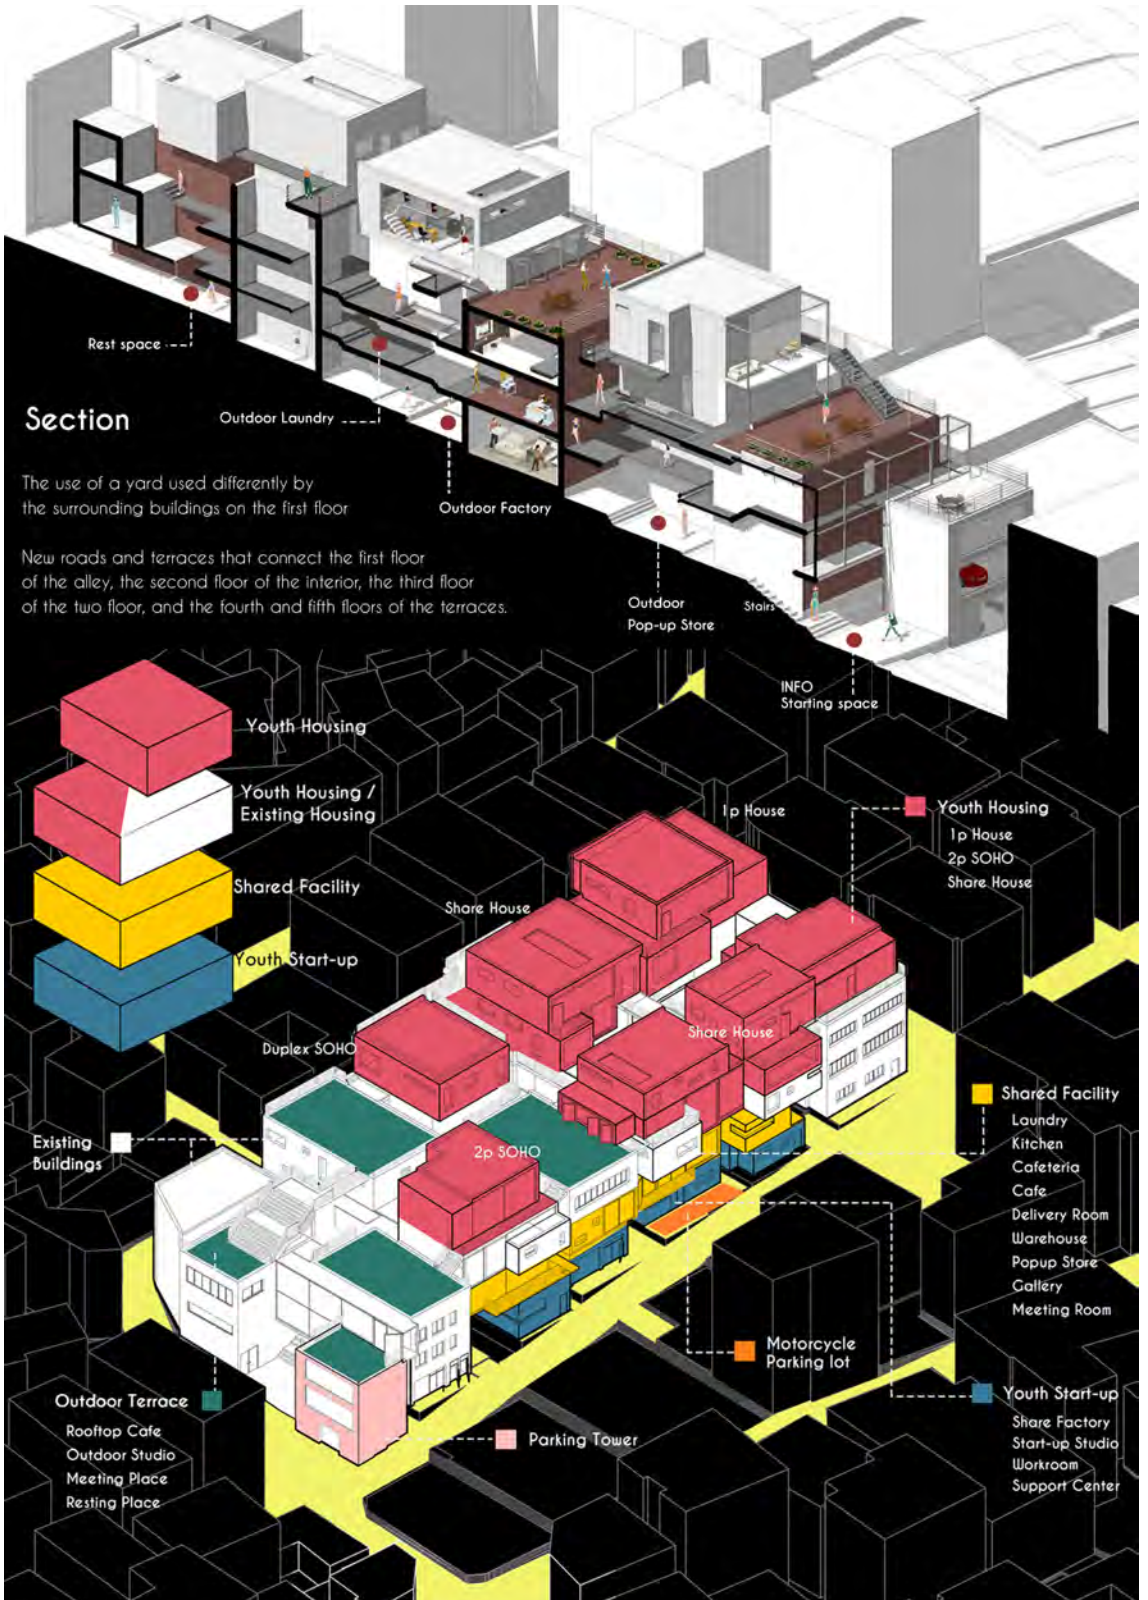 Rest space
Section
Outdoor Laundry
The use of a yard used differently by
the surrounding buildings on the first floor
Outdoor Factory
New roads and terraces that connect the first floor
of the alley, the second floor of the interior, the third floor
of the two floor, and the fourth and fifth floors of the terraces.
Outdoor
Pop-up Store
Stairs
INFO
Starting space
Youth Housing
Youth Housing /
Existing Housing
Shared Facility
Youth Start-up
1p House
Share House
Share House
Duplex SOHO
2p SOHO
Youth Housing
1p House
2p SOHO
Share House
Existing
Buildings
Shared Facility
Laundry
Kitchen
Cafeteria
Cafe
Delivery Room
Warehouse
Popup Store
Gallery
Meeting Room
Motorcycle
Parking lot
Youth Start-up
Share Factory
Start-up Studio
Workroom
Support Center
Outdoor Terrace
Rooftop Cafe
Outdoor Studio
Meeting Place
Resting Place
Parking Tower